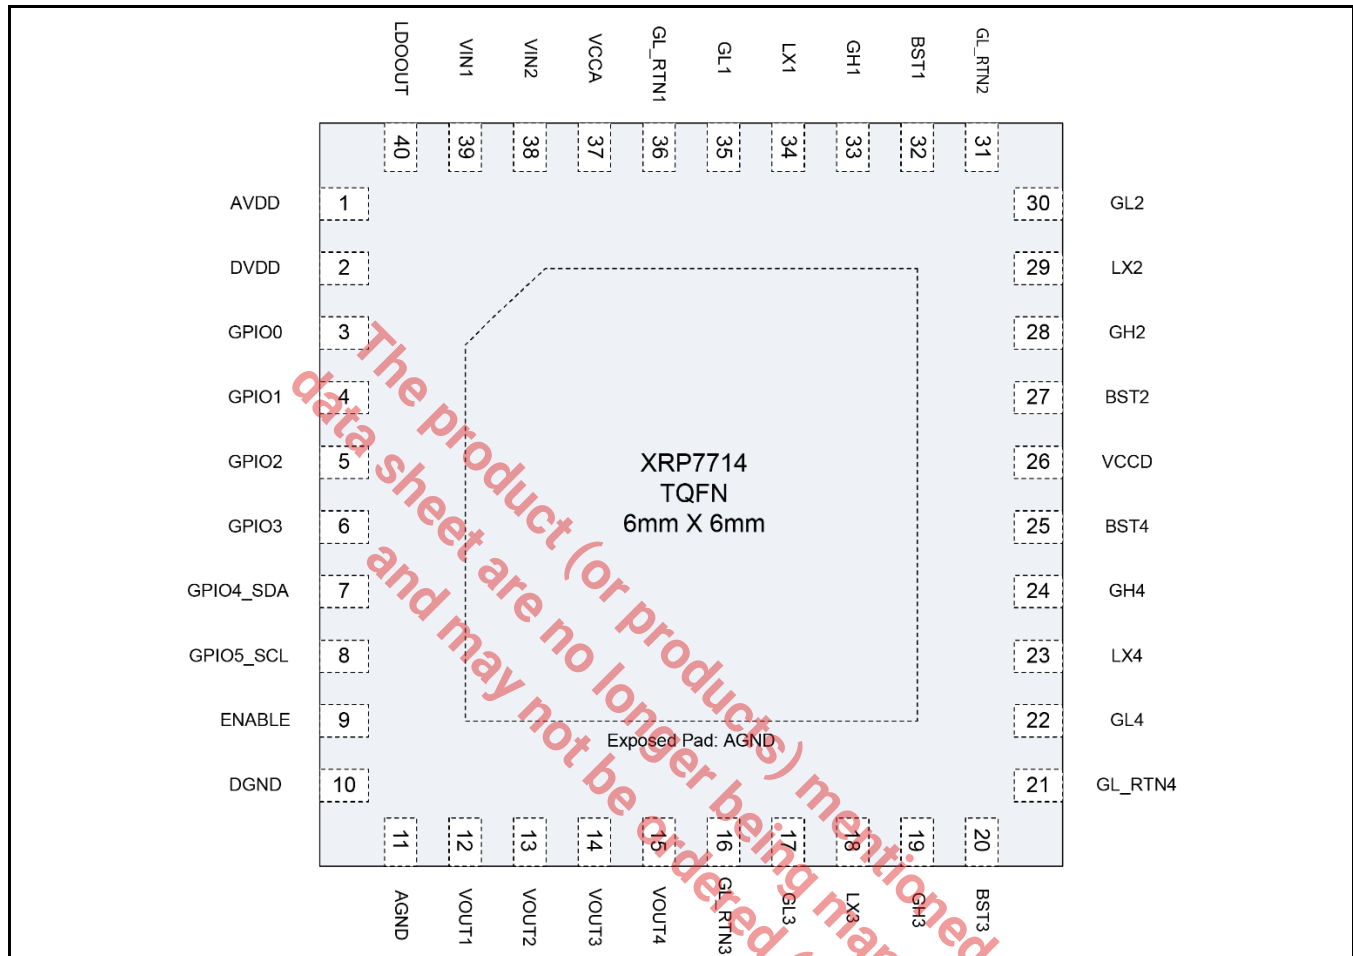 LDOOUT VIN1 VIN2 VCCA GL_RTN1 GL1 LX1 GH1 BST1 GL_RTN2
40 39 38 37 36 35 34 33 32 31
AVDD 1 30 GL2
DVDD 2 29 LX2
GPIO0 3 28 GH2
GPIO1 4 27 BST2
GPIO2 5 26 VCCD
GPIO3 6 25 BST4
GPIO4_SDA 7 24 GH4
GPIO5_SCL 8 23 LX4
ENABLE 9 22 GL4
DGND 10 21 GL_RTN4
XRP7714
TQFN
6mm X 6mm
Exposed Pad: AGND
11 12 13 14 15 16 17 18 19 20
AGND VOUT1 VOUT2 VOUT3 VOUT4 GL_RTN3 GL3 LX3 GH3 BST3
The product (or products) mentioned
data sheet are no longer being
and may not be ordered